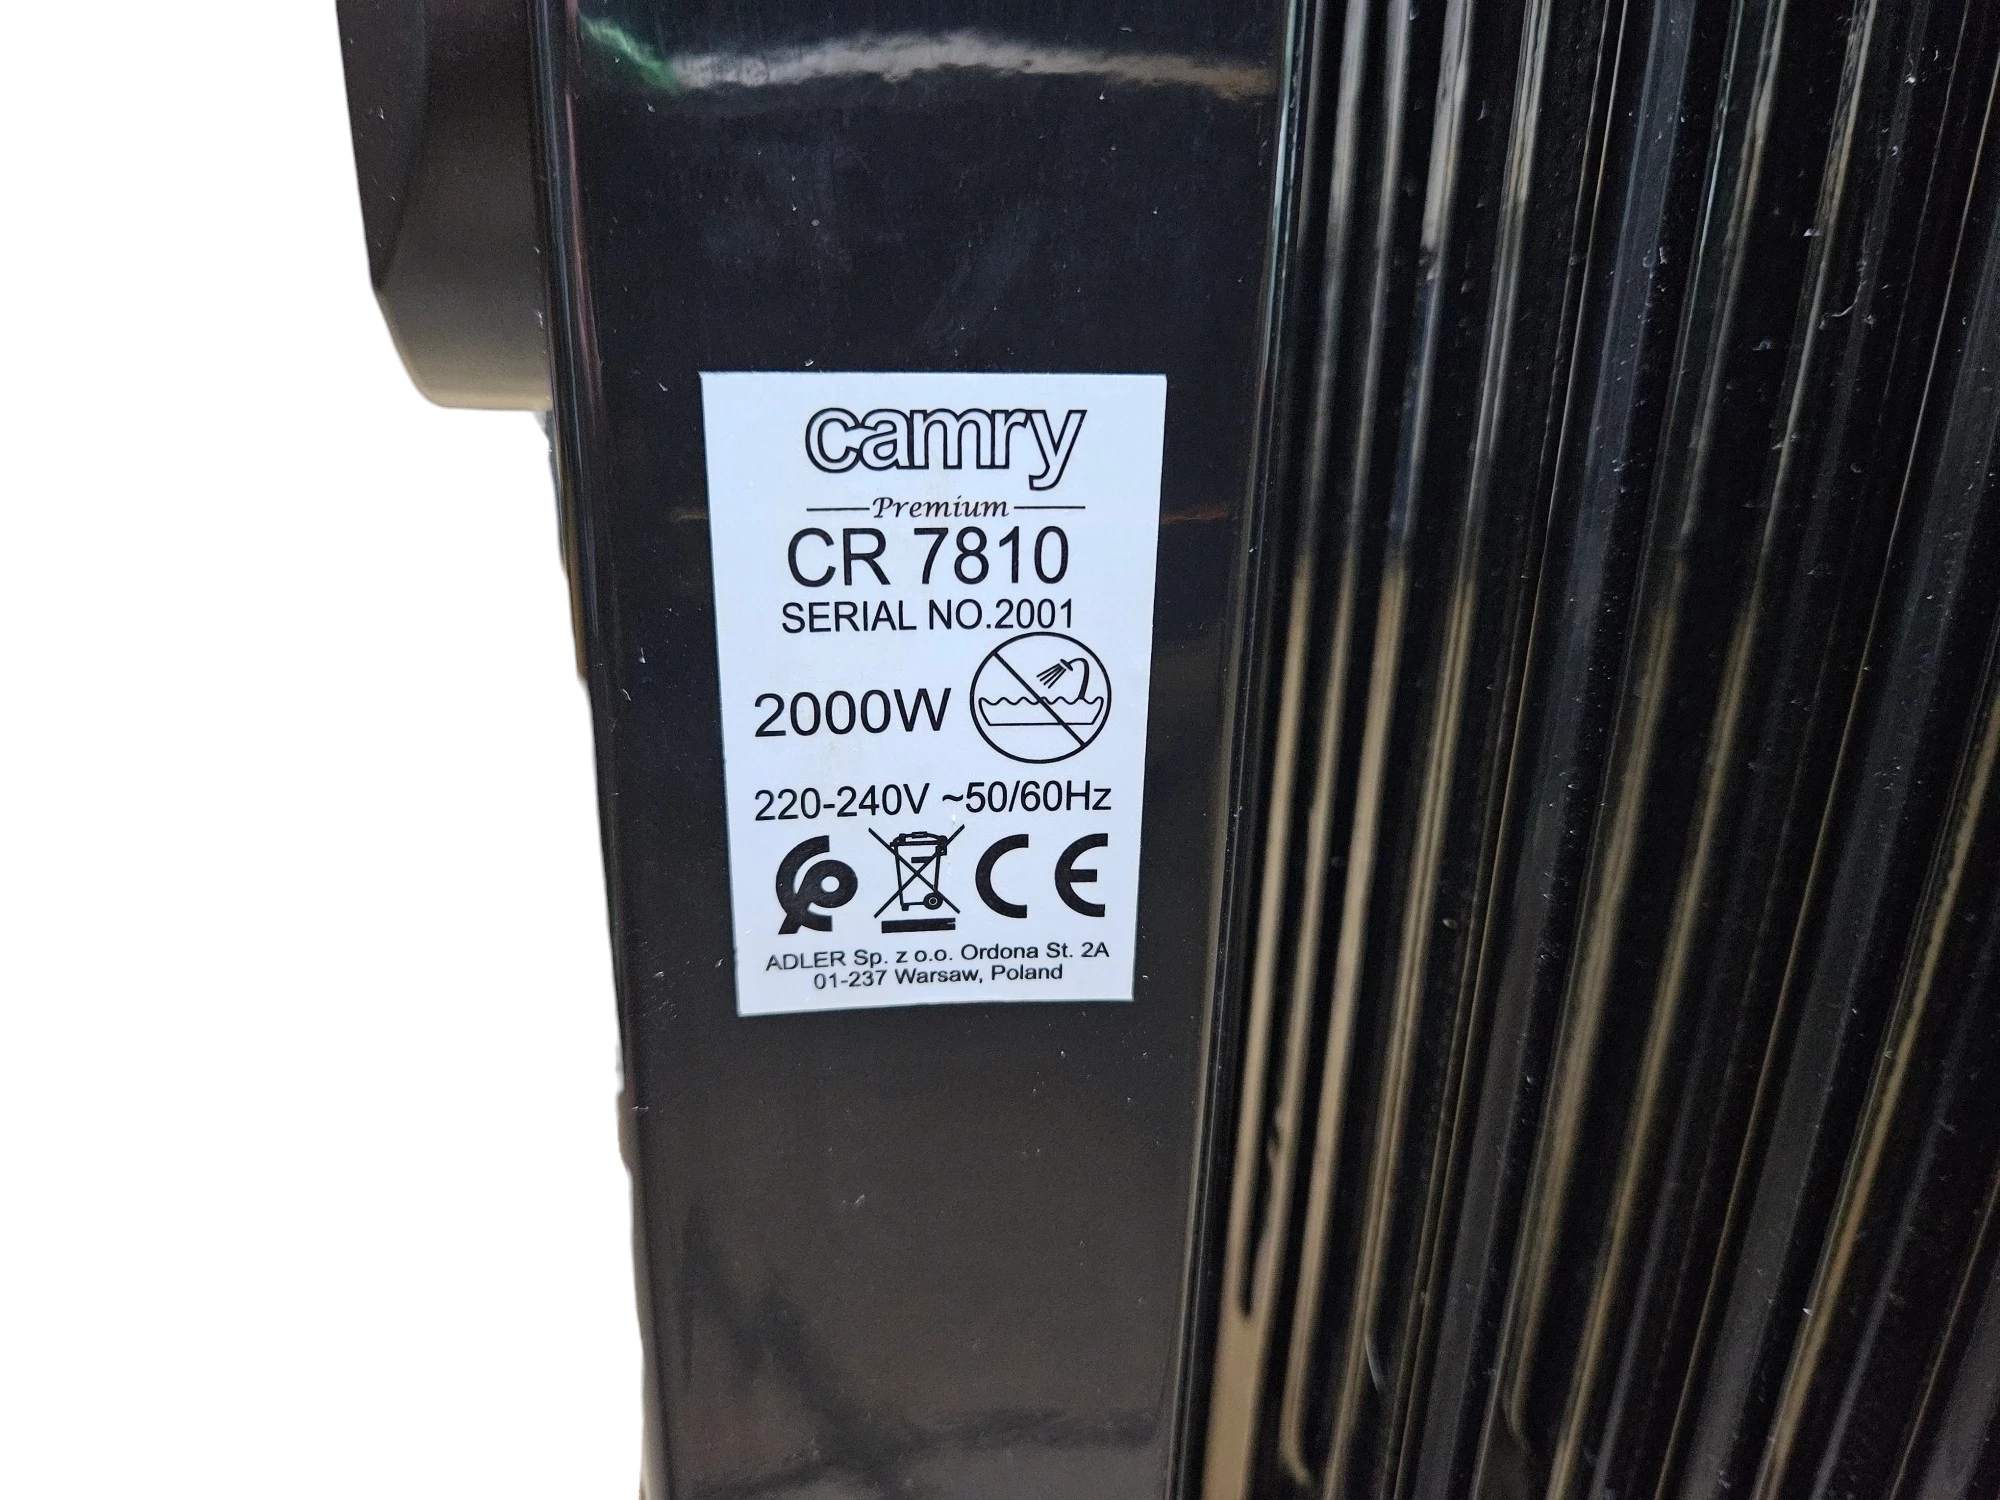 camry
Premium
CR 7810
SERIAL NO.2001
2000W
220-240V ~50/60Hz
CE
ADLER Sp. z o.o. Ordona St. 2A
01-237 Warsaw, Poland